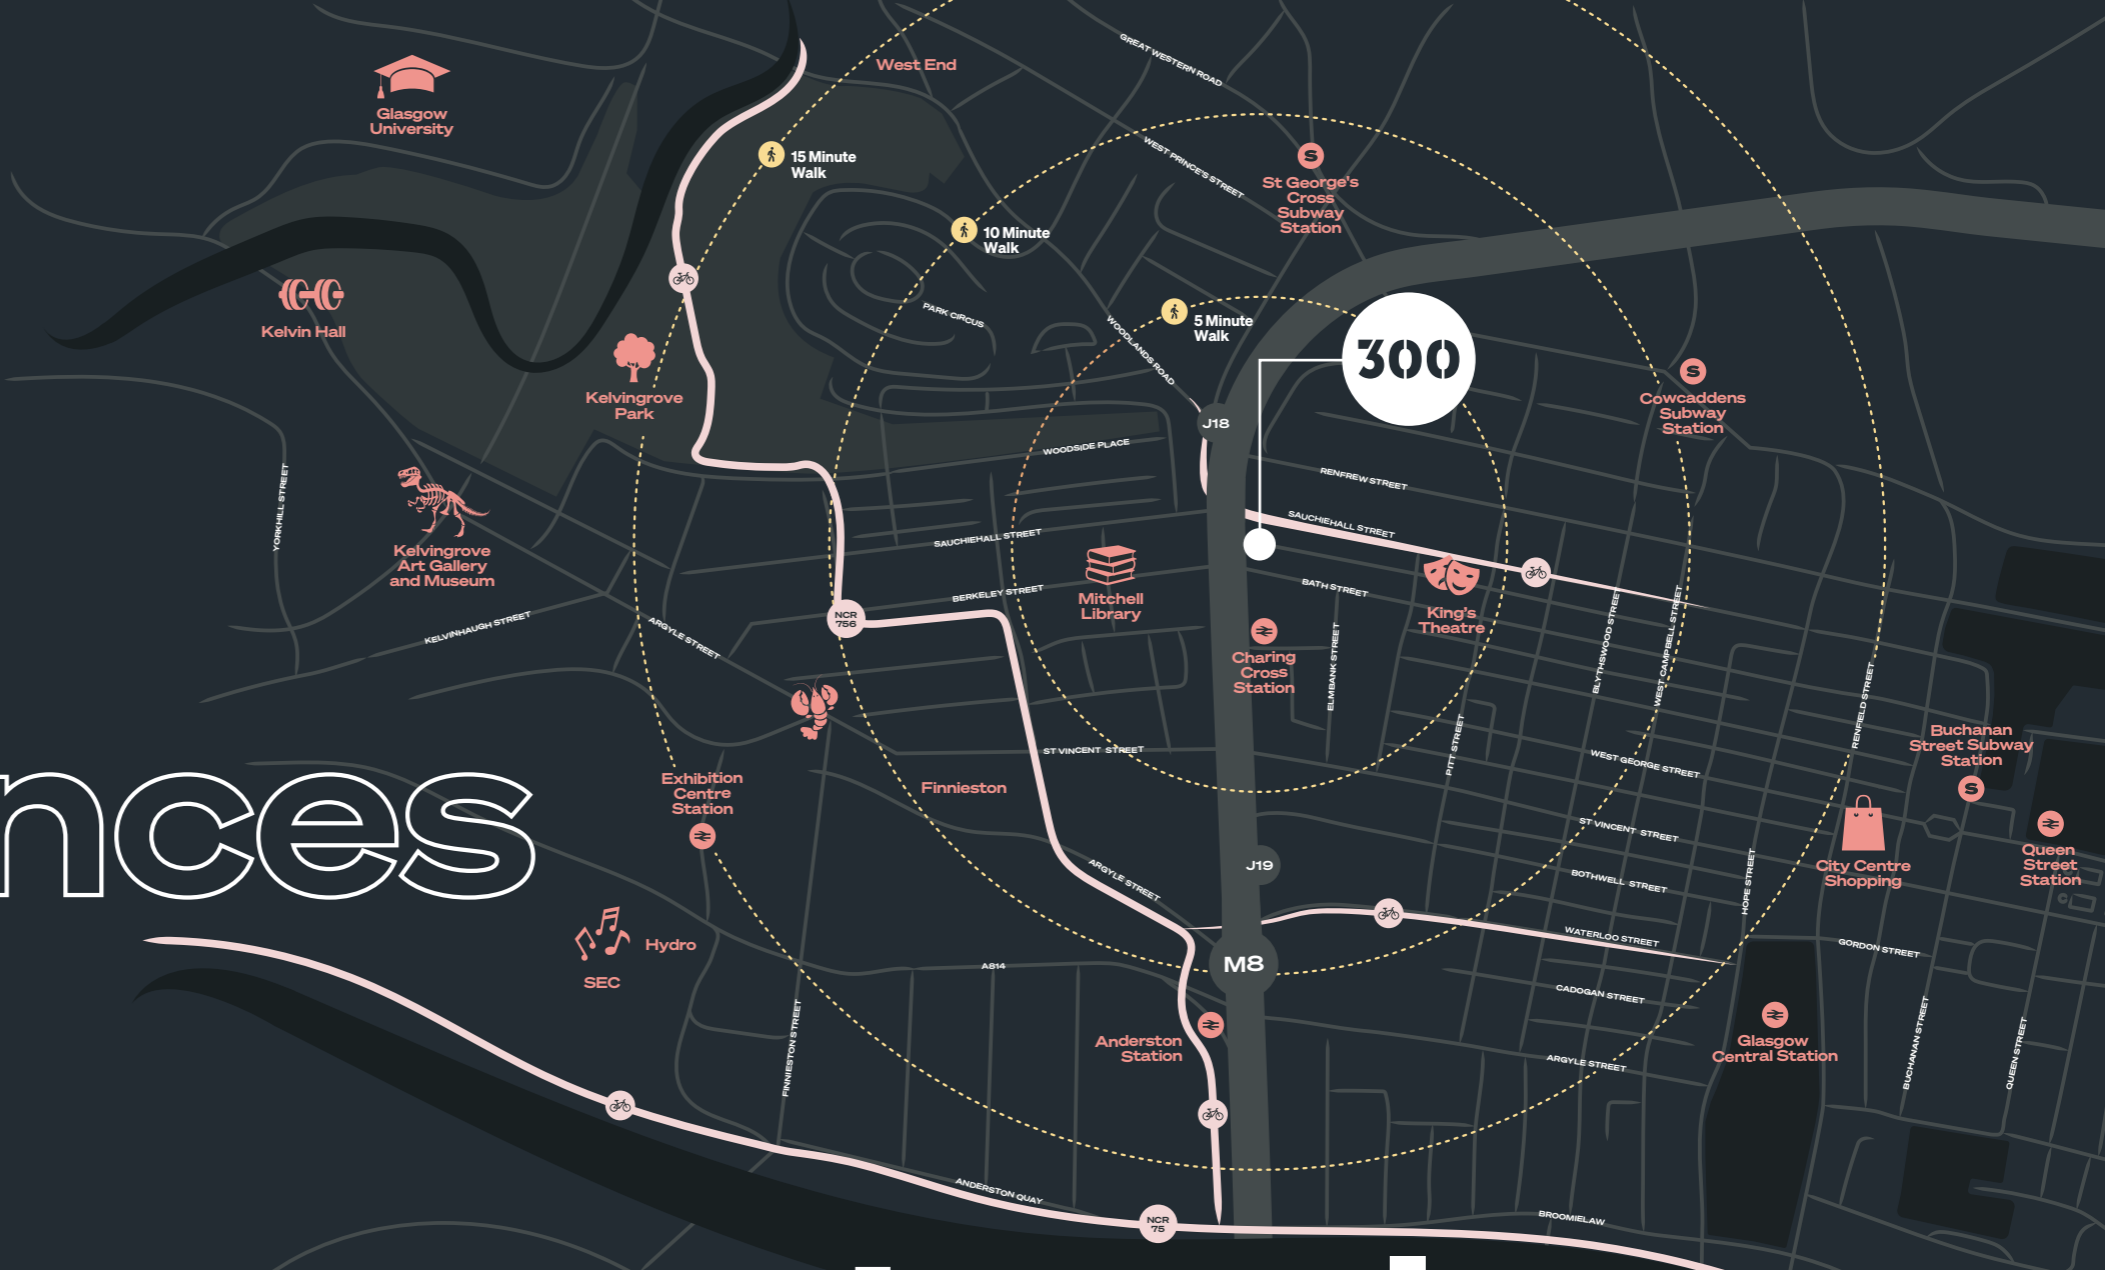 GREAT WESTERN ROAD
West End
Glasgow
University
15 Minute
Walk
WEST PRINCE'S STREET
St George's
Cross
Subway
Station
10 Minute
Walk
Kelvin Hall
PARK CIRCUS
WOODLANDS ROAD
5 Minute
Walk
300
Kelvingrove
Park
Cowcaddens
Subway
Station
J18
WOODSIDE PLACE
RENFREW STREET
YORKHILL STREET
SAUCHIEHALL STREET
SAUCHIEHALL STREET
Kelvingrove
Art Gallery
and Museum
BERKELEY STREET
Mitchell
Library
BATH STREET
King's
Theatre
NCR
756
KELVINHAUGH STREET
ARGYLE STREET
Charing
Cross
Station
ELMBANK STREET
BLYTHSWOOD STREET
WEST CAMPBELL STREET
RENFIELD STREET
PITT STREET
ST VINCENT STREET
WEST GEORGE STREET
Buchanan
Street Subway
Station
Exhibition
Centre
Station
Finnieston
nces
ST VINCENT STREET
J19
ARGYLE STREET
BOTHWELL STREET
HOPE STREET
City Centre
Shopping
Queen
Street
Station
Hydro
SEC
A814
M8
WATERLOO STREET
GORDON STREET
CADOGAN STREET
FINNIESTON STREET
Anderston
Station
ARGYLE STREET
Glasgow
Central Station
BUCHANAN STREET
QUEEN STREET
ANDERSTON QUAY
NCR
75
BROOMIELAW